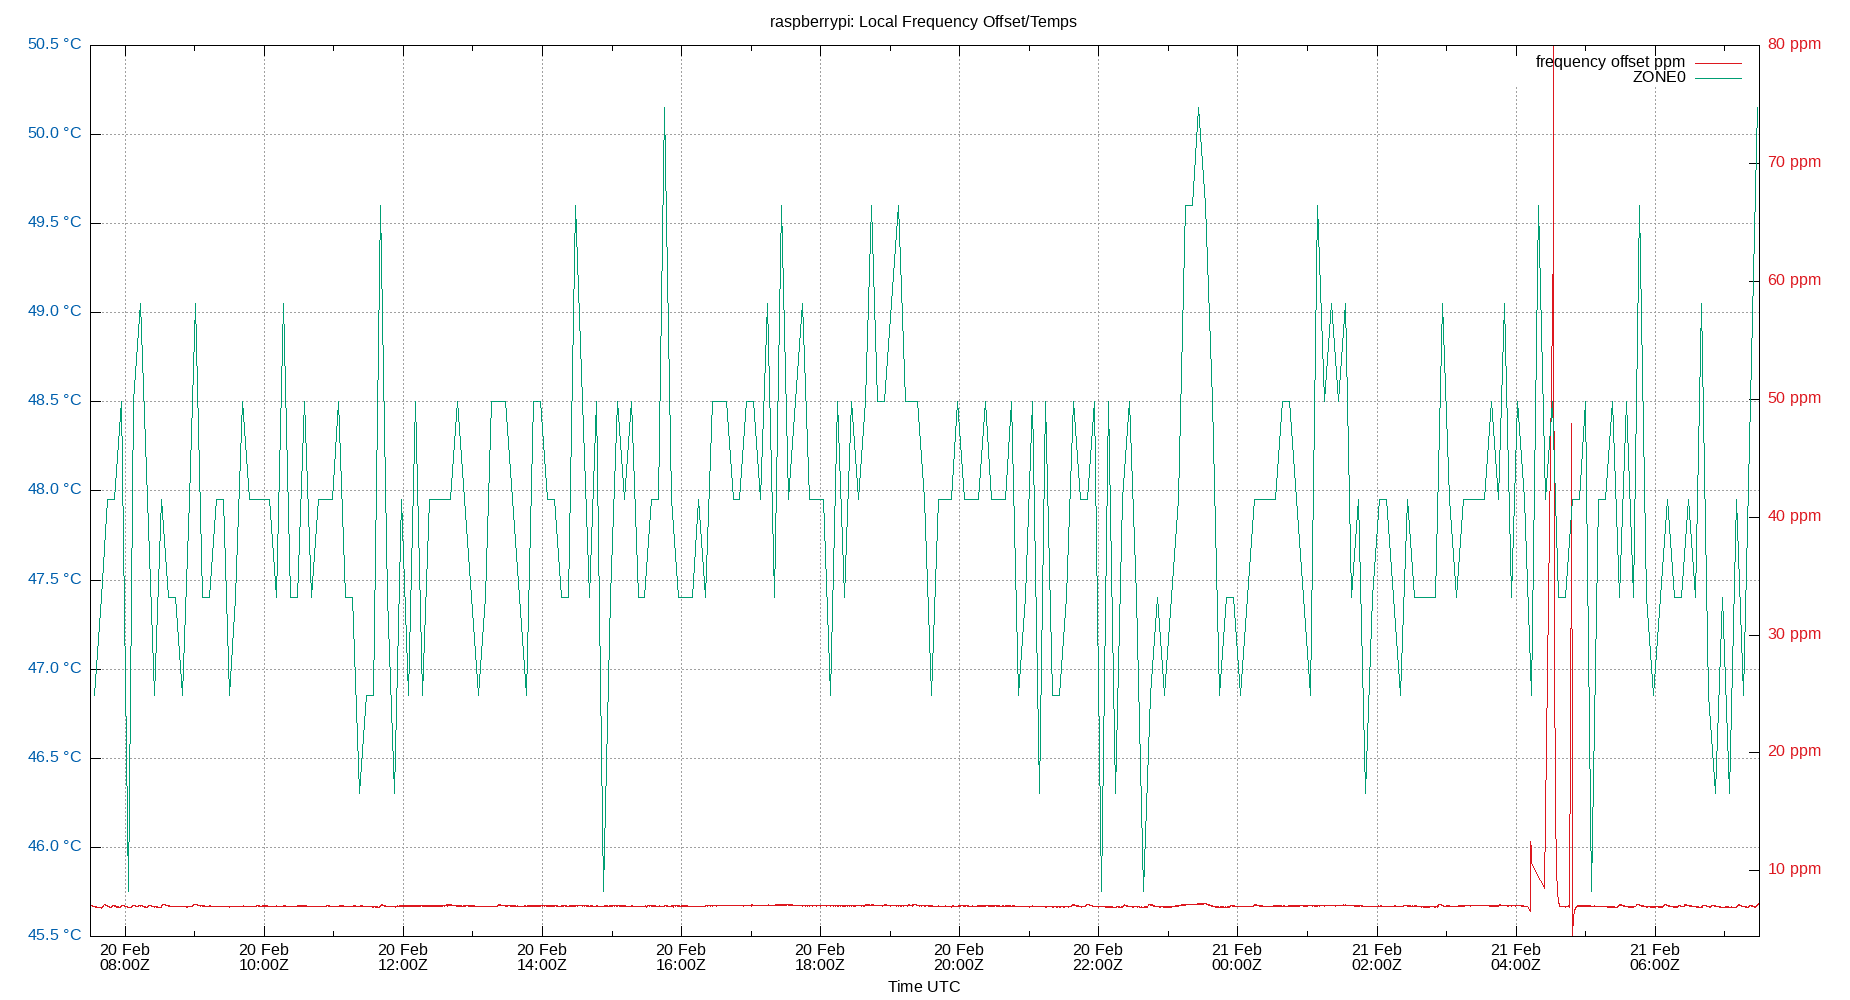 raspberrypi: Local Frequency Offset/Temps
50.5 °C
50.0 °C
49.5 °C
49.0 °C
48.5 °C
48.0 °C
47.5 °C
47.0 °C
46.5 °C
46.0 °C
45.5 °C
80 ppm
70 ppm
60 ppm
50 ppm
40 ppm
30 ppm
20 ppm
10 ppm
frequency offset ppm
ZONE0
20 Feb
08:00Z
20 Feb
10:00Z
20 Feb
12:00Z
20 Feb
14:00Z
20 Feb
16:00Z
20 Feb
18:00Z
20 Feb
20:00Z
20 Feb
22:00Z
21 Feb
00:00Z
21 Feb
02:00Z
21 Feb
04:00Z
21 Feb
06:00Z
Time UTC